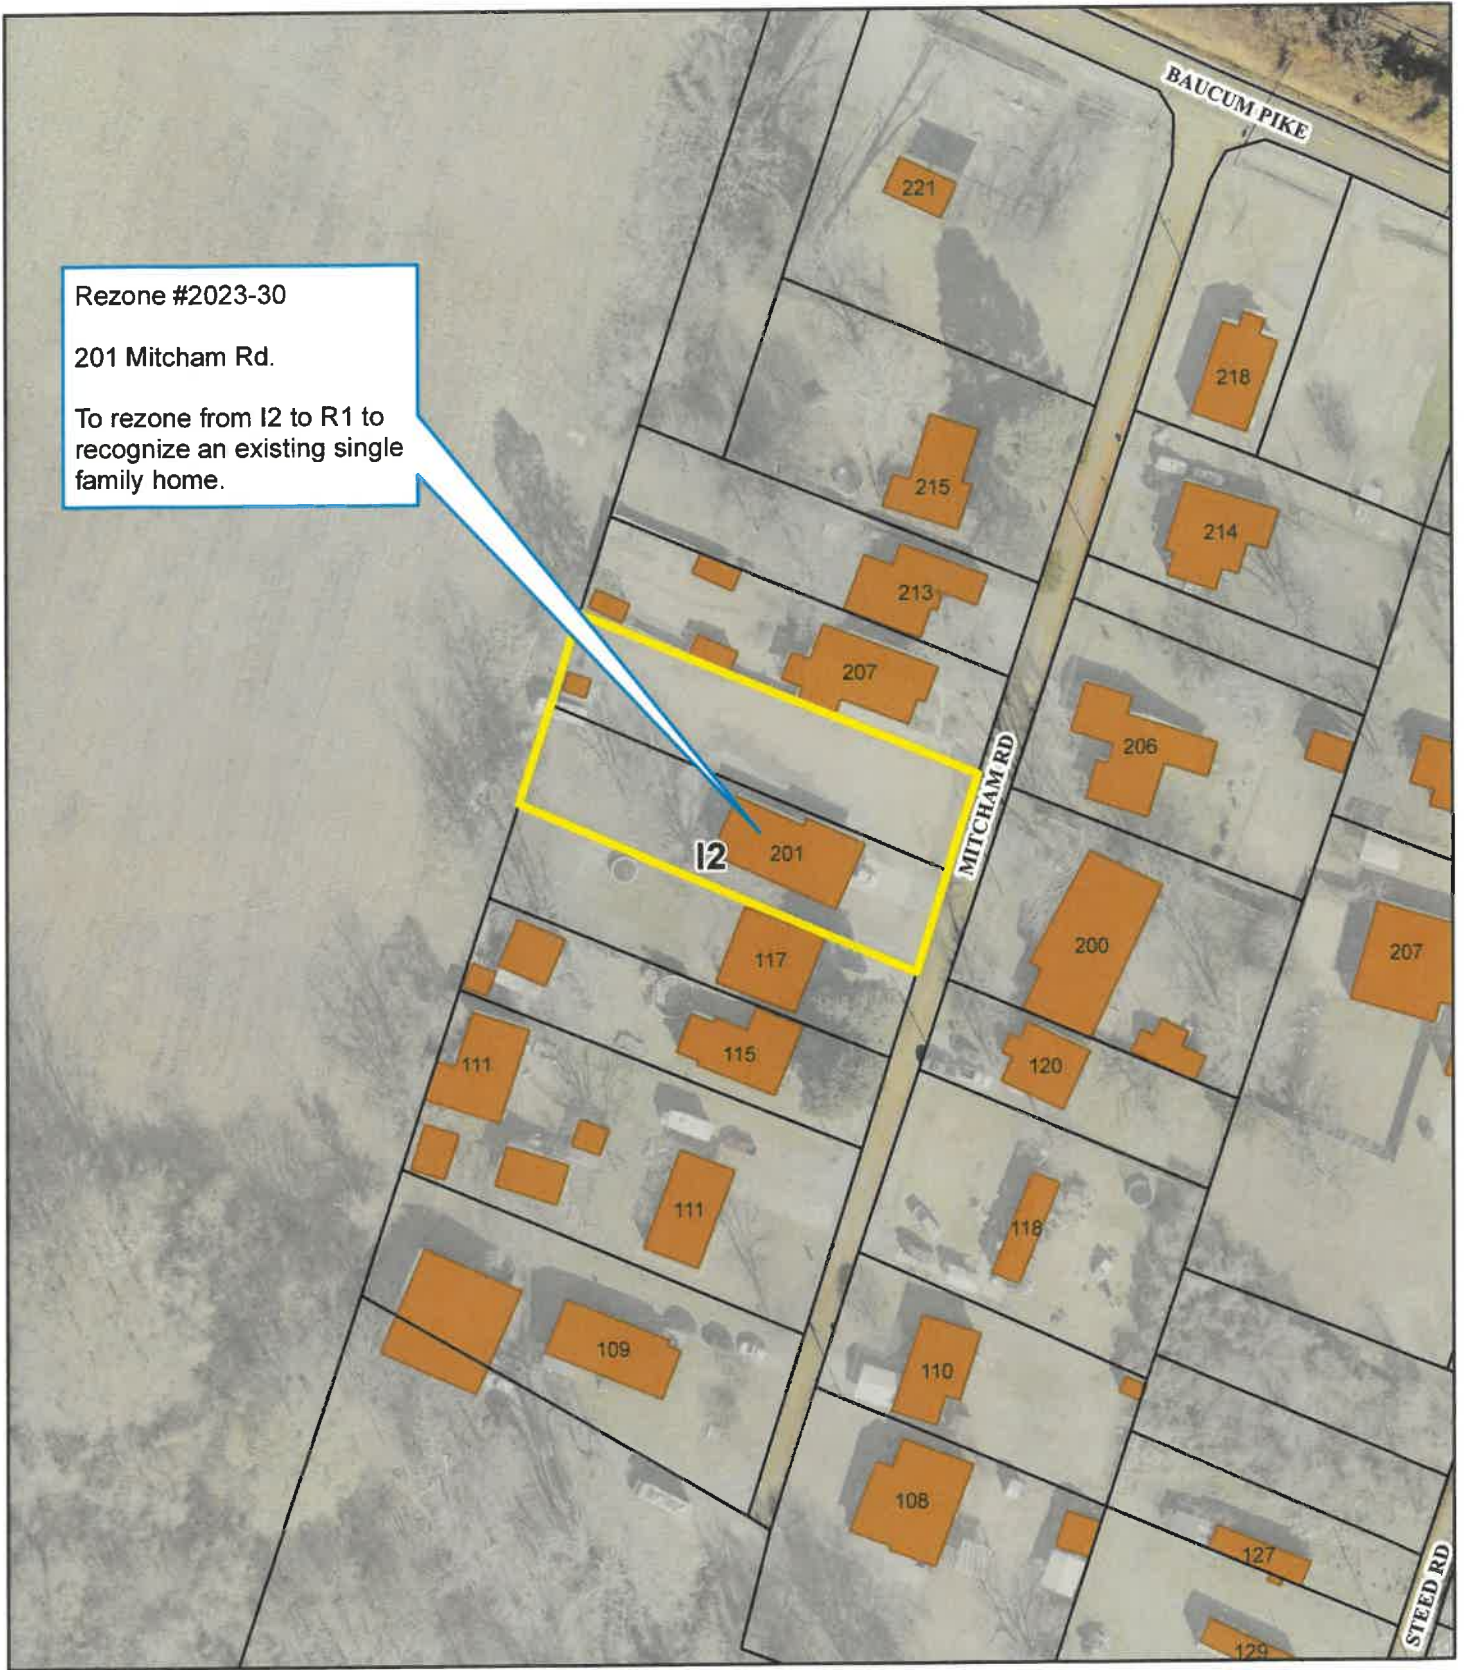 BAUCUM PIKE
221
Rezone #2023-30
201 Mitcham Rd.
To rezone from I2 to R1 to
recognize an existing single
family home.
218
215
214
213
207
206
MITCHAM RD
I2
201
200
207
117
115
111
120
111
118
109
110
108
127
STEED RD
129